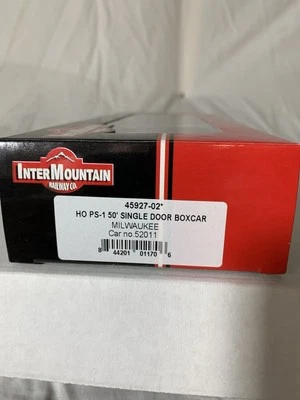 INTERMOUNTAIN
RAILWAY CO.
45927-02*
HO PS-1 50' SINGLE DOOR BOXCAR
MILWAUKEE
Car no.52011
8 44201 01170 6